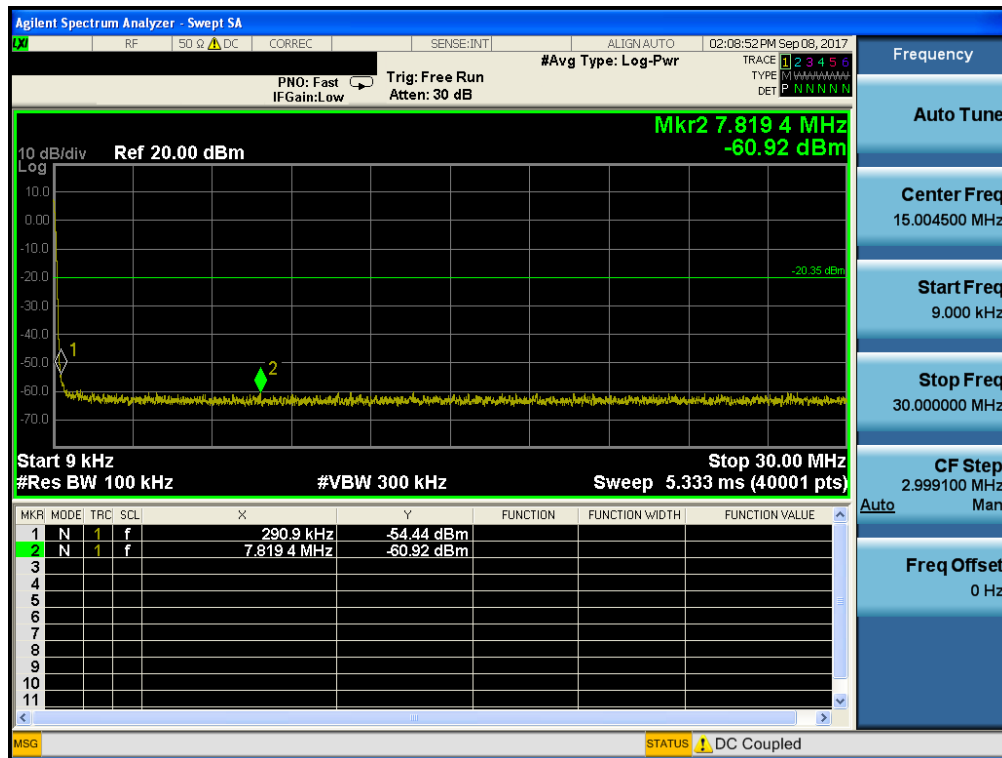 Agilent Spectrum Analyzer - Swept SA
LXI RF 50 Ω DC CORREC SENSE:INT ALIGN AUTO 02:08:52 PM Sep 08, 2017
PNO: Fast
IFGain:Low
Trig: Free Run
Atten: 30 dB
#Avg Type: Log-Pwr
TRACE 1 2 3 4 5 6
TYPE M WWWWW
DET P N N N N N
Mkr2 7.819 4 MHz
-60.92 dBm
10 dB/div Ref 20.00 dBm
Log
10.0
0.00
-10.0
-20.0
-30.0
-40.0
-50.0
-60.0
-70.0
-20.35 dBm
1
2
Start 9 kHz Stop 30.00 MHz
#Res BW 100 kHz #VBW 300 kHz Sweep 5.333 ms (40001 pts)
MKR MODE TRC SCL X Y FUNCTION FUNCTION WIDTH FUNCTION VALUE
1 N 1 f 290.9 kHz -54.44 dBm
2 N 1 f 7.819 4 MHz -60.92 dBm
3
4
5
6
7
8
9
10
11
MSG STATUS DC Coupled
Frequency
Auto Tune
Center Freq
15.004500 MHz
Start Freq
9.000 kHz
Stop Freq
30.000000 MHz
CF Step
2.999100 MHz
Auto Man
Freq Offset
0 Hz